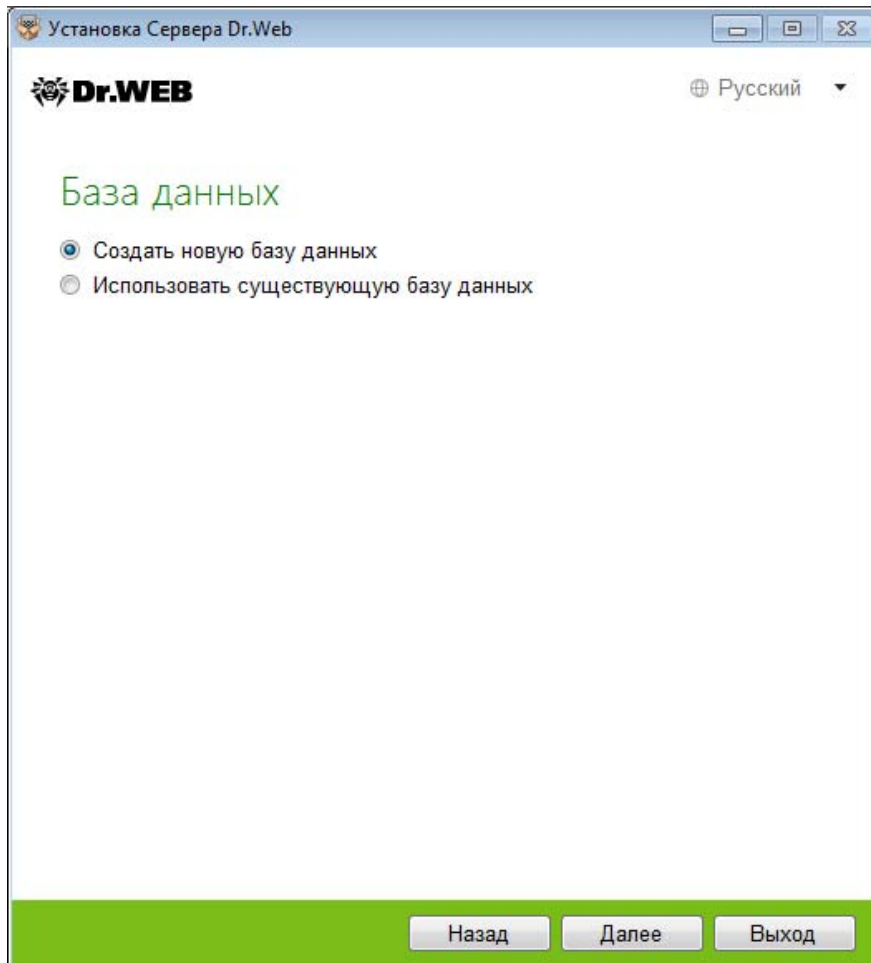 Установка Сервера Dr.Web
Dr.WEB
Русский
База данных
Создать новую базу данных
Использовать существующую базу данных
Назад
Далее
Выход